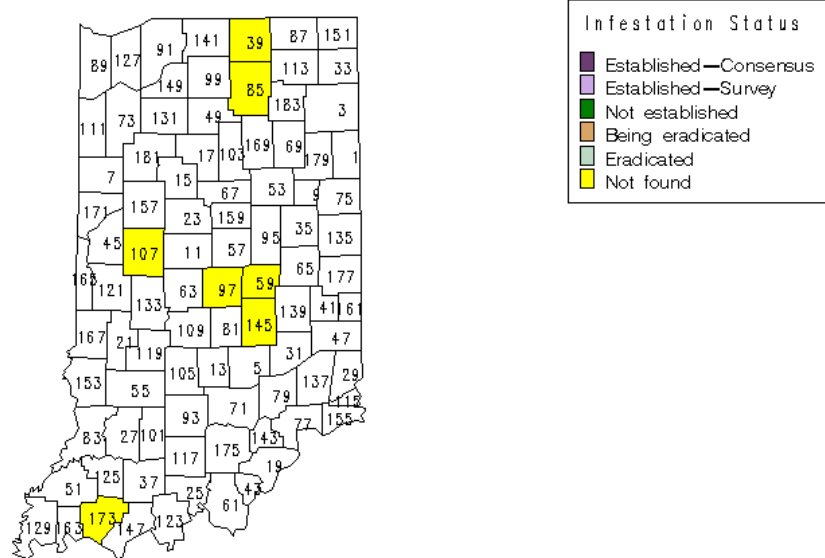 Infestation Status
Established—Consensus
Established—Survey
Not established
Being eradicated
Eradicated
Not found
39 87 151
141
91
127
89
113 33
99
149
85
183
3
111 73 131 49
169 69
17 103
181 179 1
7 15
67 53 9 75
157
171 23 159
35
45 95 135
107 11 57
65
165 121 59 177
63 97
133 139 41 161
109 81 145
167 21 47
119 31
105 13 5
153 137 29
55 79 115
71
93 77 155
83 27 101 143
175
117 19
125 37
51 25 43
61
173
129 163 147 123